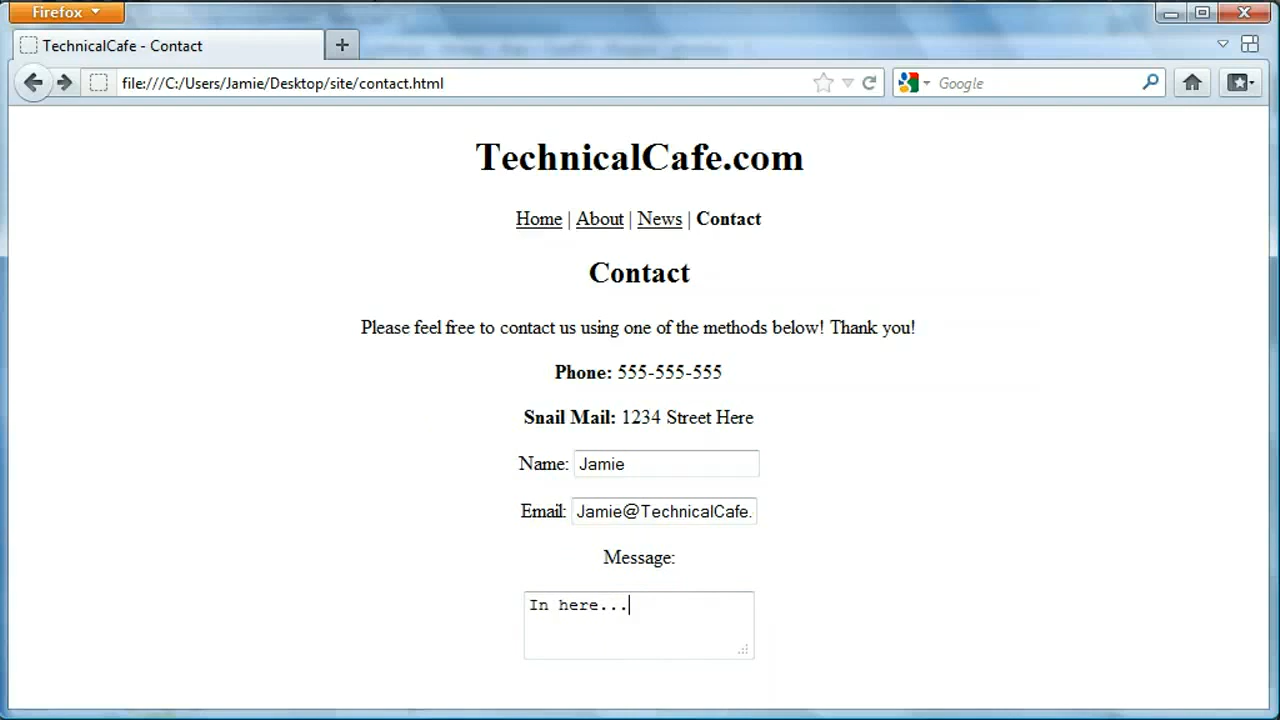 Firefox
TechnicalCafe - Contact
file:///C:/Users/Jamie/Desktop/site/contact.html
Google
TechnicalCafe.com
Home | About | News | Contact
Contact
Please feel free to contact us using one of the methods below! Thank you!
Phone: 555-555-555
Snail Mail: 1234 Street Here
Name: Jamie
Email: Jamie@TechnicalCafe.
Message:
In here...